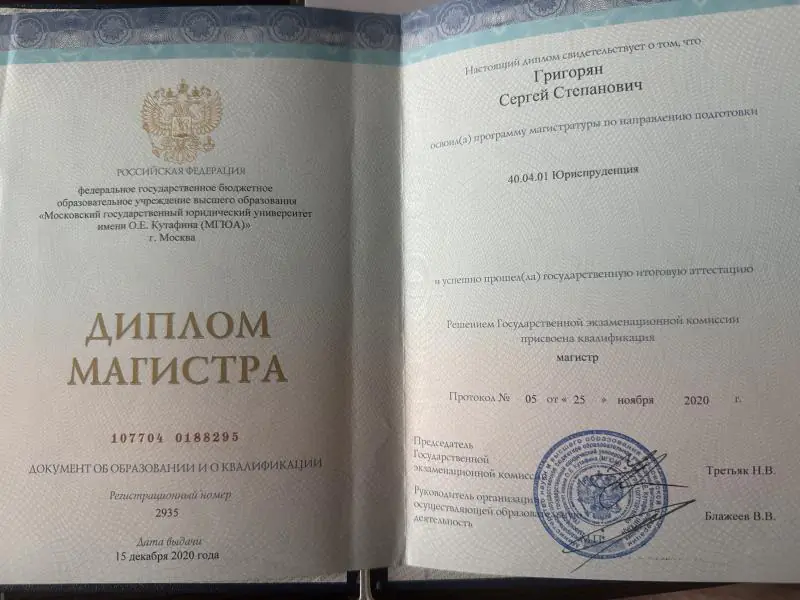 РОССИЙСКАЯ ФЕДЕРАЦИЯ
федеральное государственное бюджетное
образовательное учреждение высшего образования
«Московский государственный юридический университет
имени О.Е. Кутафина (МГЮА)»
г. Москва
ДИПЛОМ
МАГИСТРА
107704 0188295
ДОКУМЕНТ ОБ ОБРАЗОВАНИИ И О КВАЛИФИКАЦИИ
Регистрационный номер
2935
Дата выдачи
15 декабря 2020 года
Настоящий диплом свидетельствует о том, что
Григорян
Сергей Степанович
освоил(а) программу магистратуры по направлению подготовки
40.04.01 Юриспруденция
и успешно прошел(ла) государственную итоговую аттестацию
Решением Государственной экзаменационной комиссии
присвоена квалификация
магистр
Протокол № 05 от « 25 » ноября 2020 г.
Председатель
Государственной
экзаменационной комиссии
Третьяк Н.В.
Руководитель организации,
осуществляющей образовательную
деятельность
Блажеев В.В.
М.П.